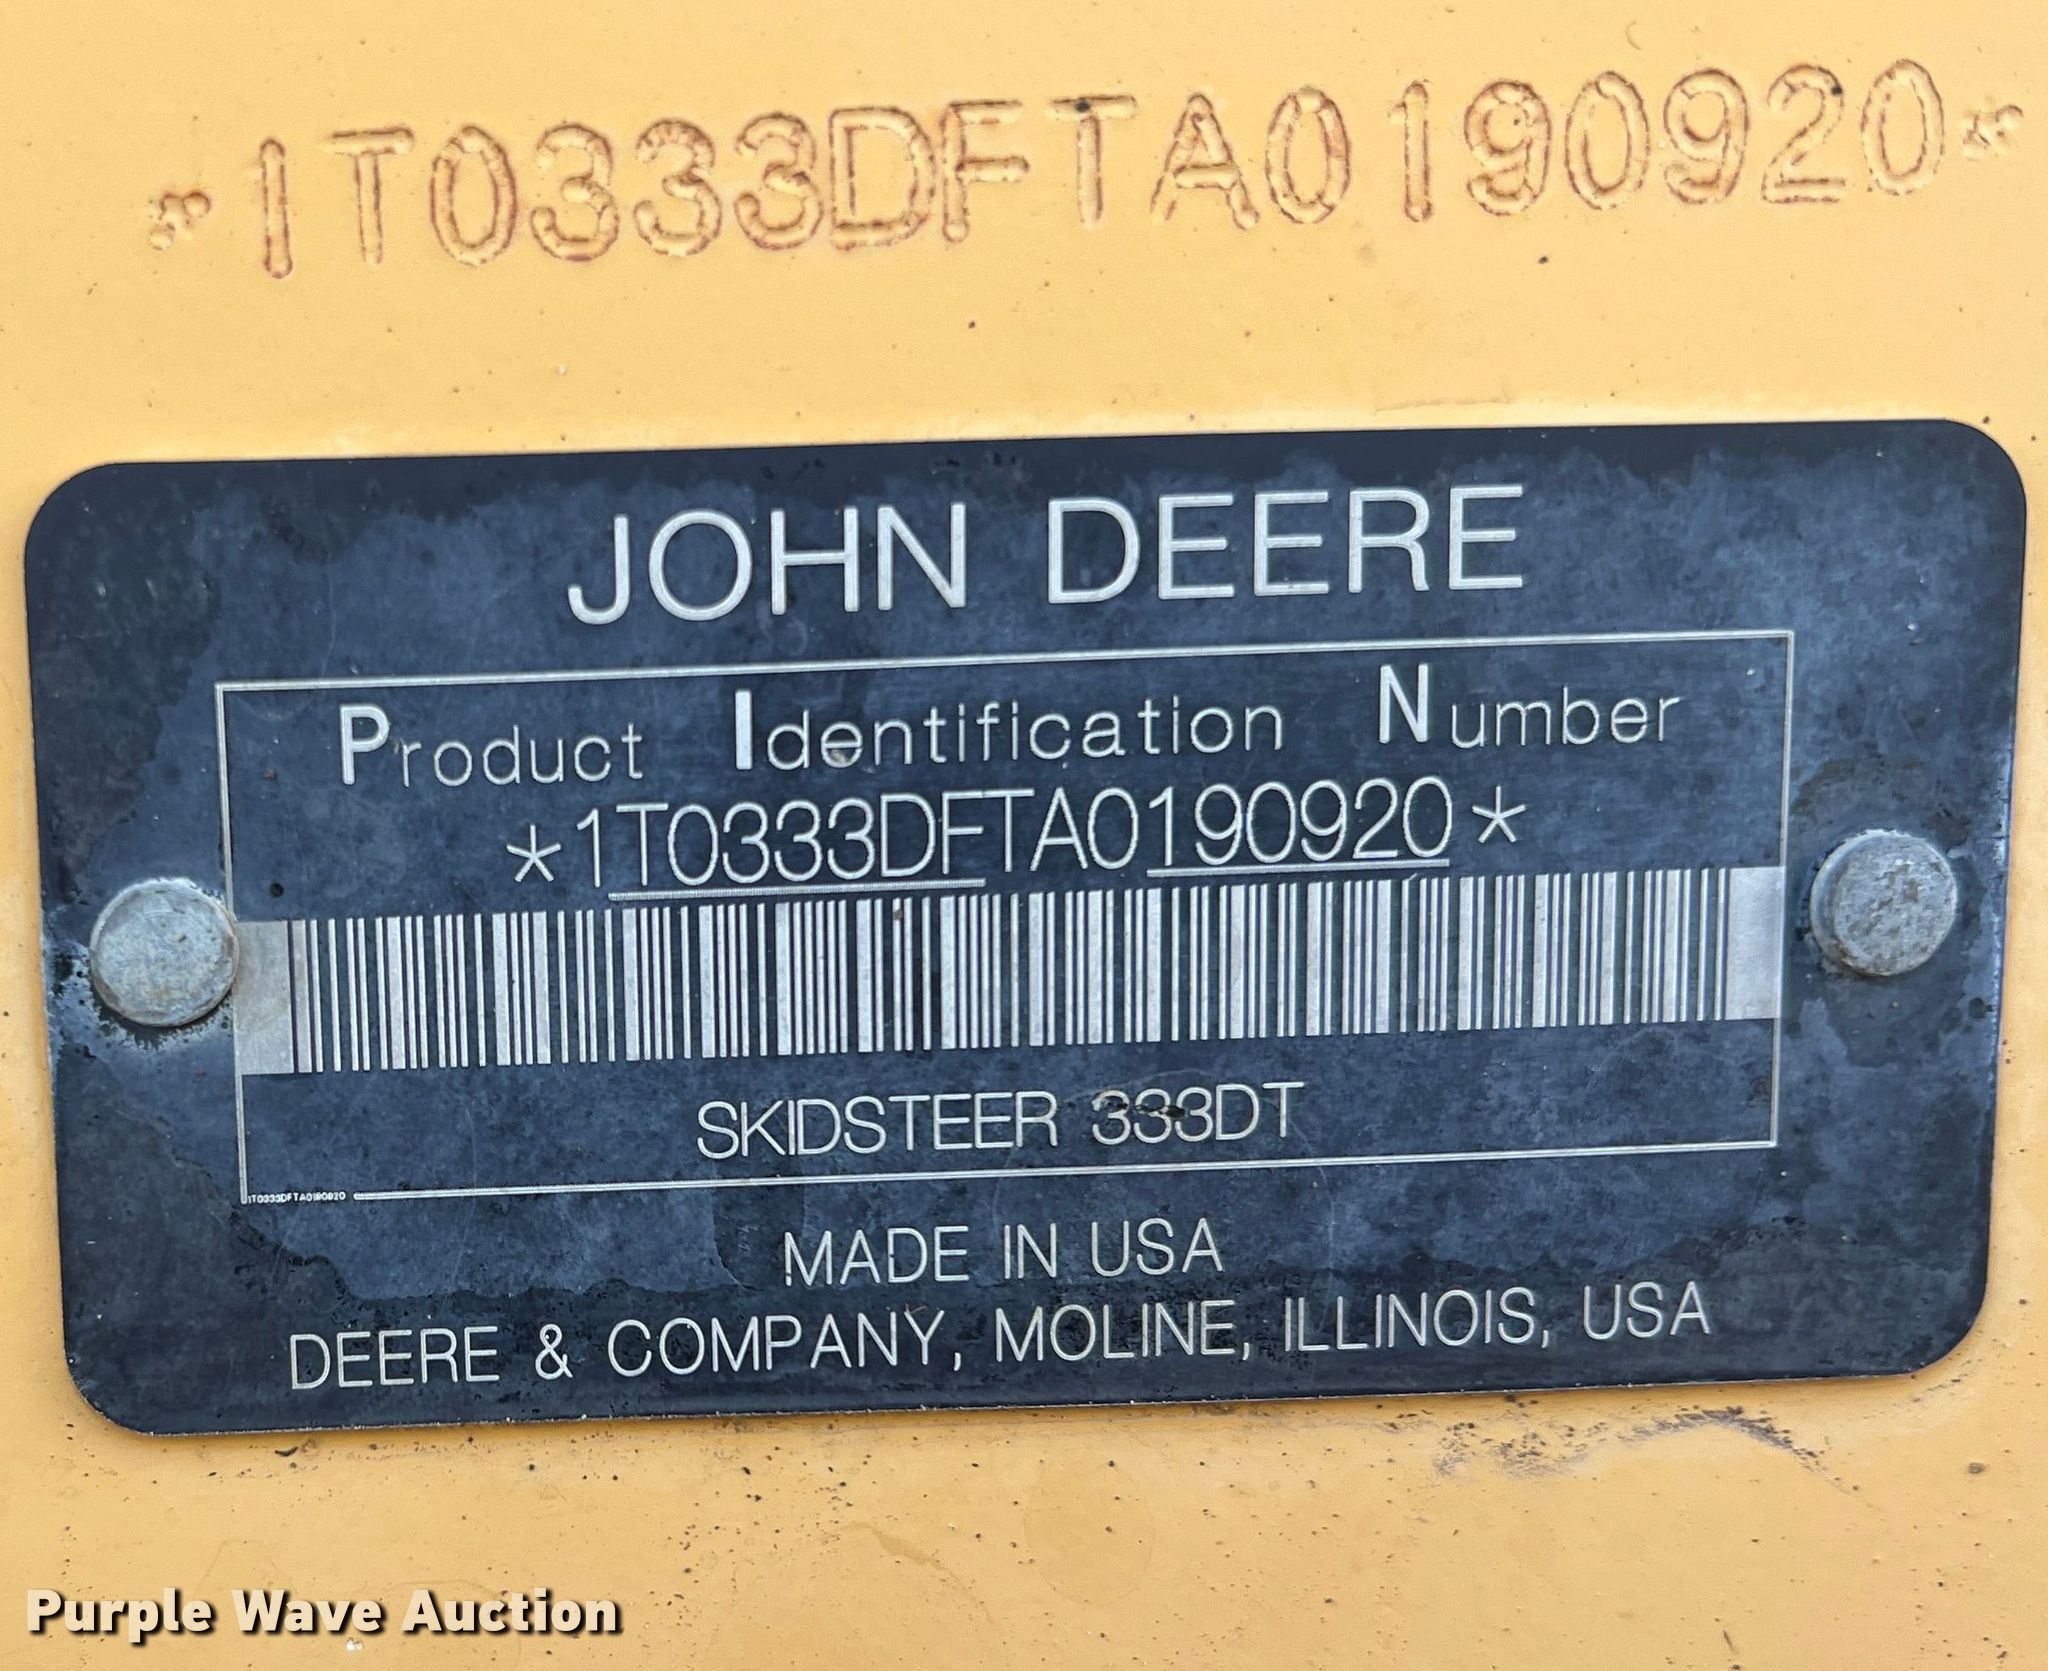 *1T0333DFTA0190920*
JOHN DEERE
Product Identification Number
*1T0333DFTA0190920*
SKIDSTEER 333DT
1T0333DFTA0190920
MADE IN USA
DEERE & COMPANY, MOLINE, ILLINOIS, USA
Purple Wave Auction